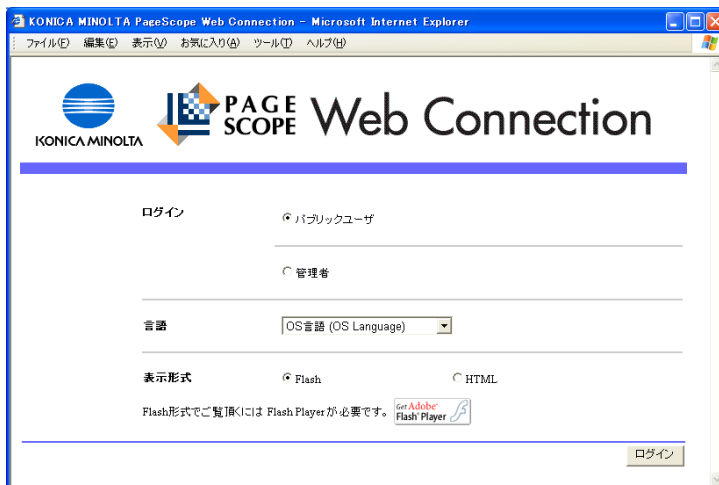 KONICA MINOLTA PageScope Web Connection - Microsoft Internet Explorer
ファイル(F) 編集(E) 表示(V) お気に入り(A) ツール(T) ヘルプ(H)
KONICA MINOLTA
PAGE SCOPE Web Connection
ログイン
パブリックユーザ
管理者
言語
OS言語 (OS Language)
表示形式
Flash HTML
Flash形式でご覧頂くには Flash Playerが必要です。
Get Adobe
Flash Player
ログイン